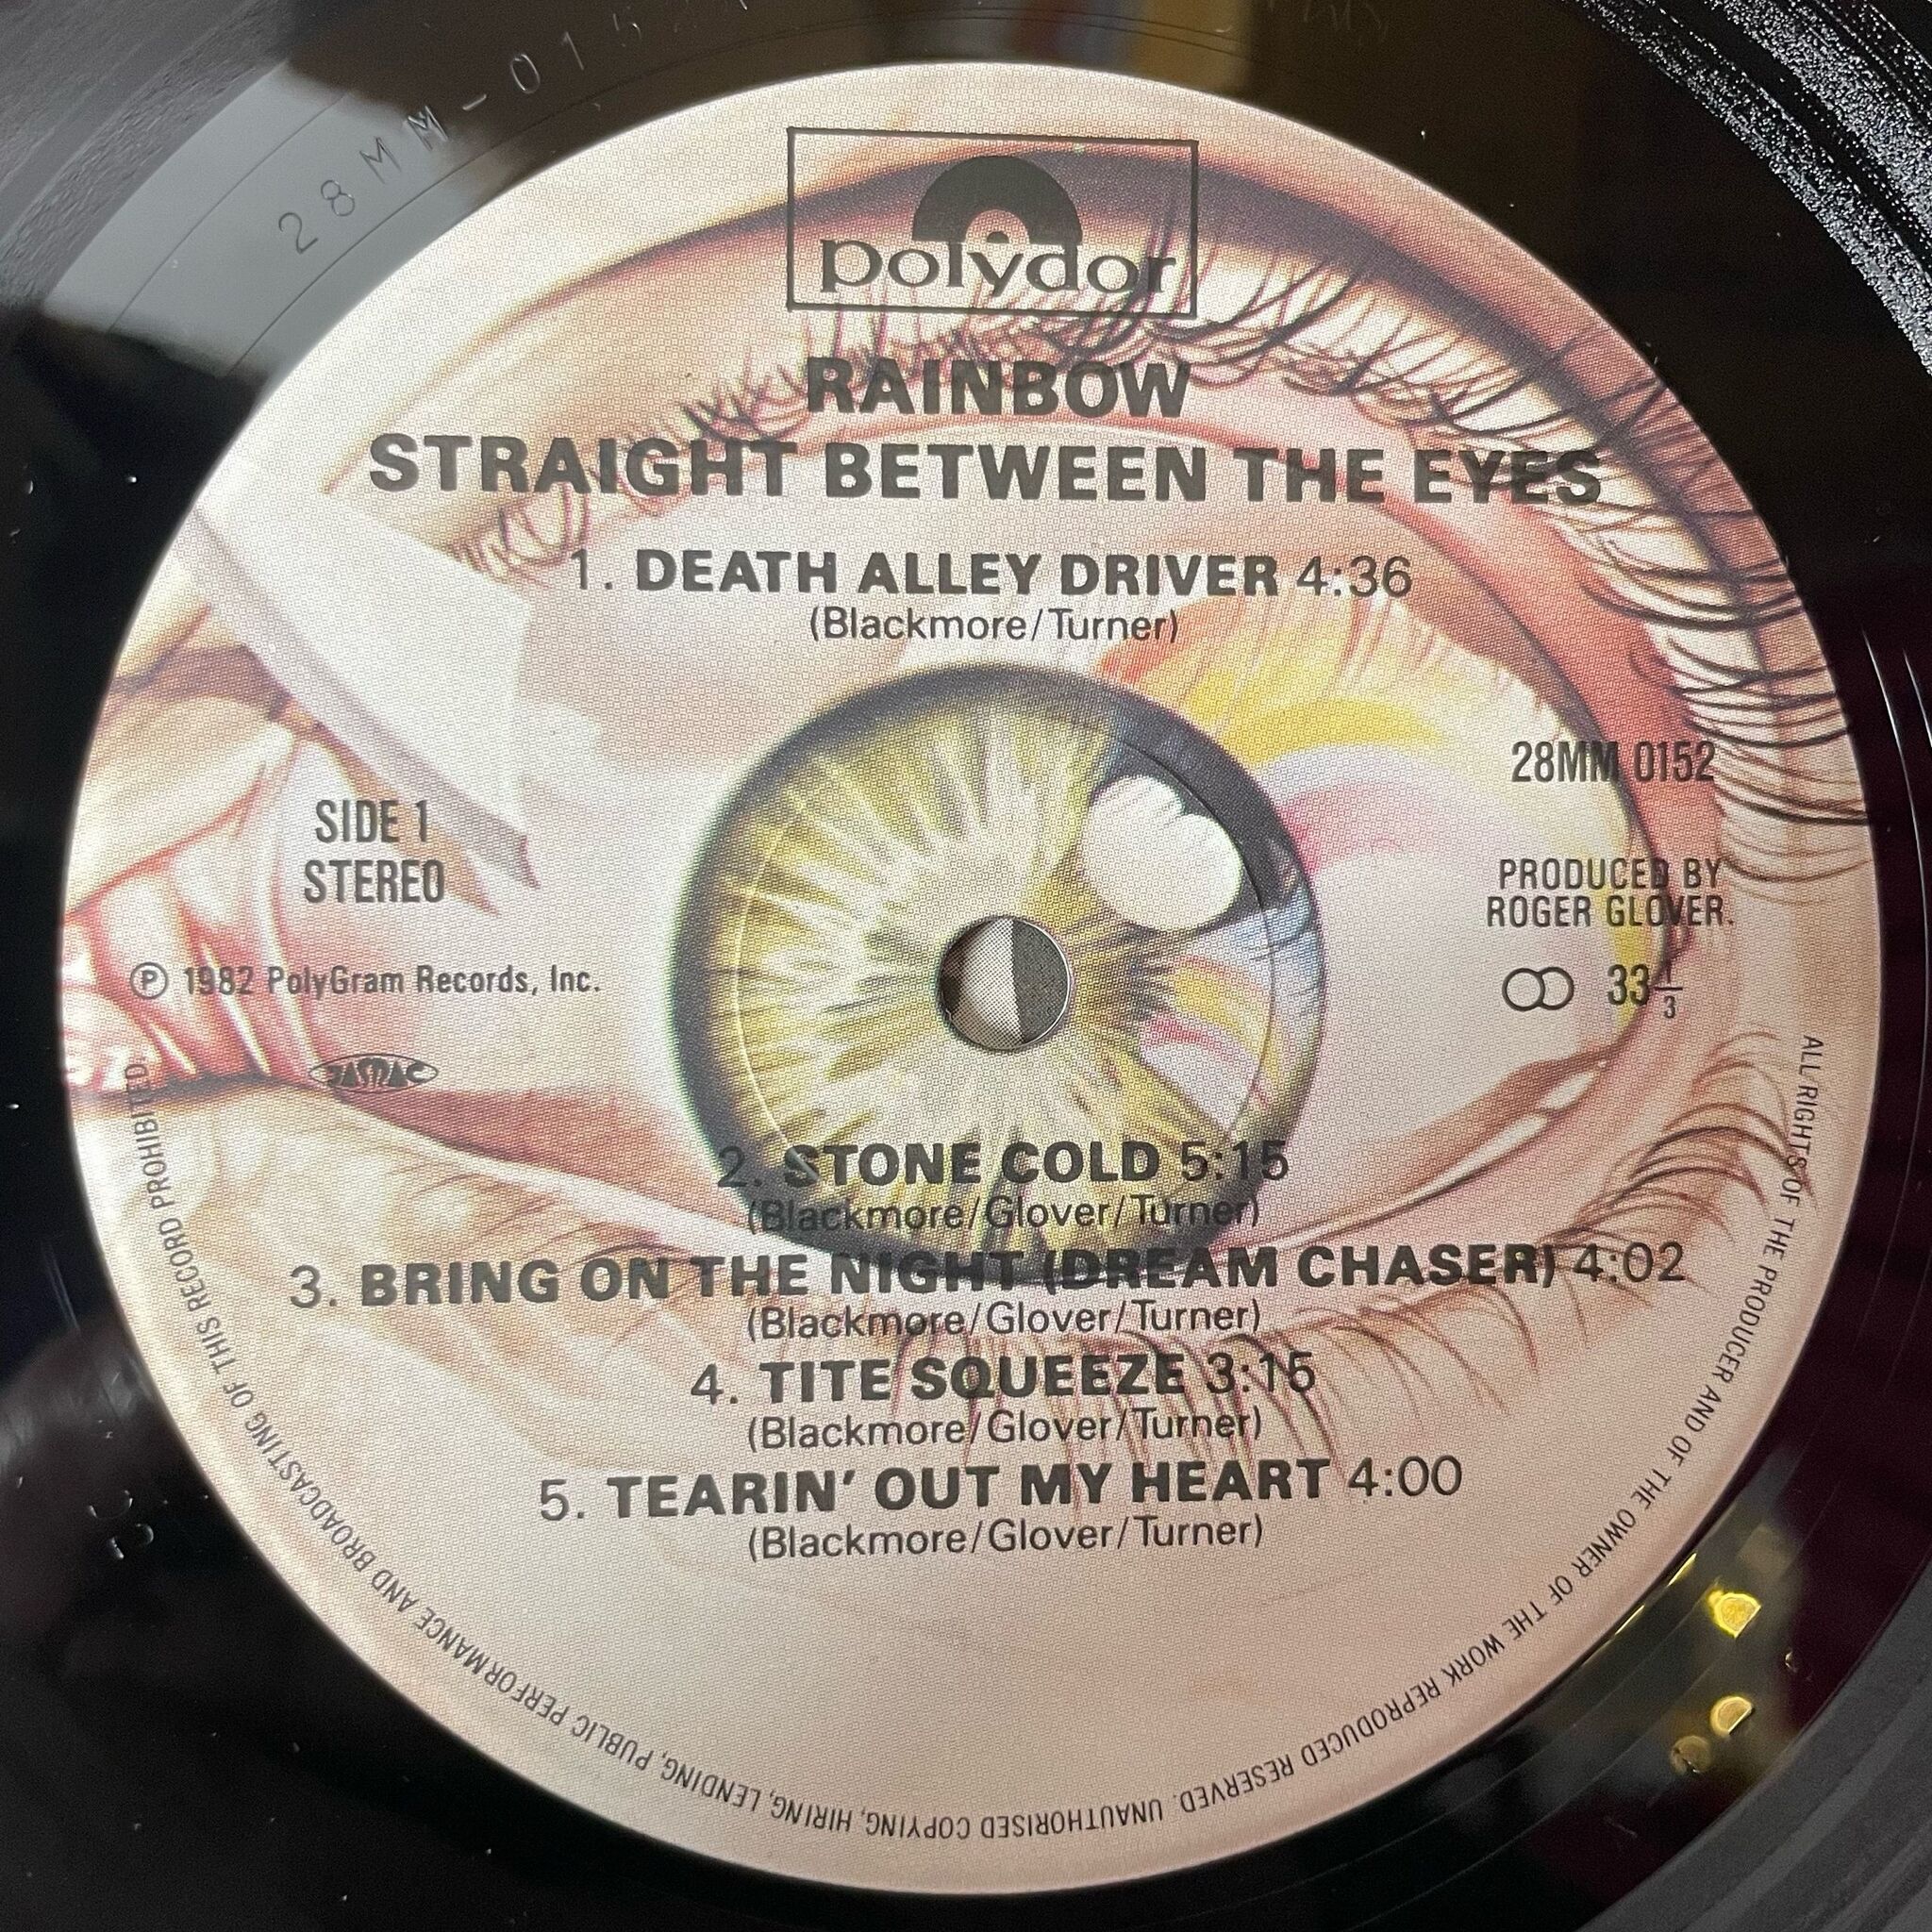 28MM-0152
polydor
RAINBOW
STRAIGHT BETWEEN THE EYES
1. DEATH ALLEY DRIVER 4:36
(Blackmore/Turner)
28MM 0152
SIDE 1
STEREO
PRODUCED BY
ROGER GLOVER.
Ⓟ 1982 PolyGram Records, Inc.
33 1/3
JASRAC
2. STONE COLD 5:15
(Blackmore/Glover/Turner)
3. BRING ON THE NIGHT (DREAM CHASER) 4:02
(Blackmore/Glover/Turner)
4. TITE SQUEEZE 3:15
(Blackmore/Glover/Turner)
5. TEARIN' OUT MY HEART 4:00
(Blackmore/Glover/Turner)
ALL RIGHTS OF THE PRODUCER AND OF THE OWNER OF THE WORK REPRODUCED RESERVED. UNAUTHORISED COPYING, HIRING, LENDING, PUBLIC PERFORMANCE AND BROADCASTING OF THIS RECORD PROHIBITED.